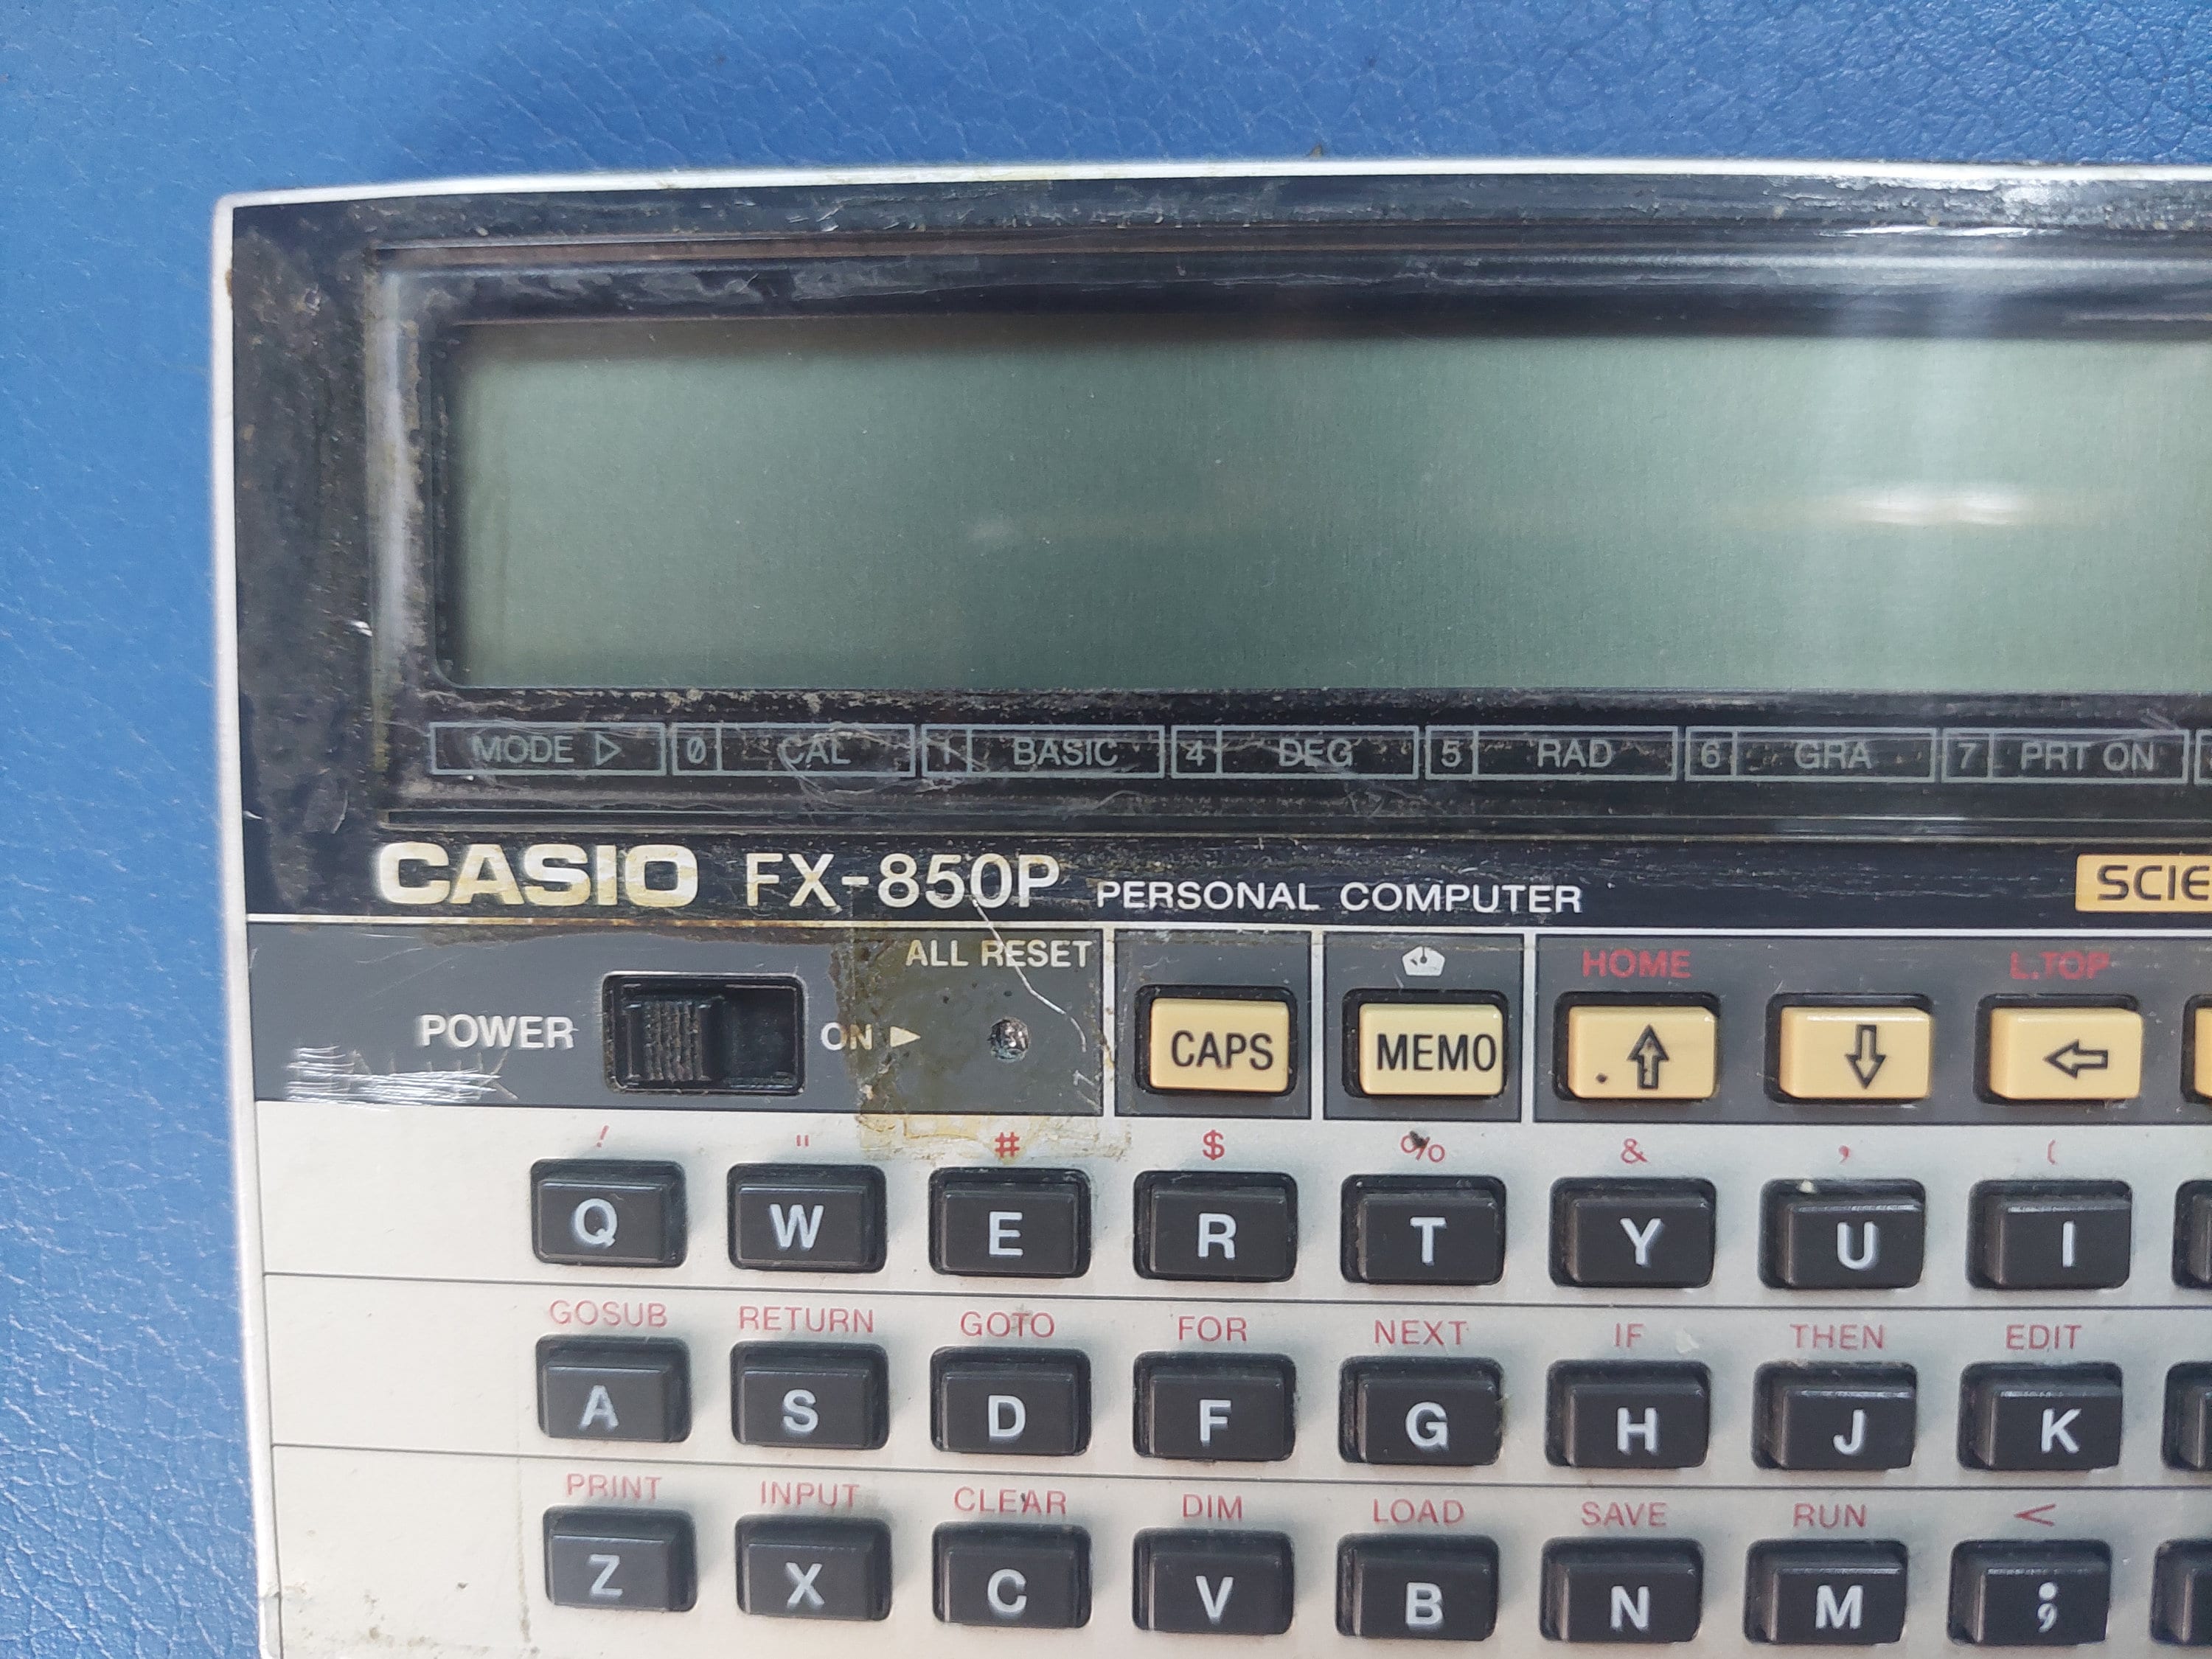 MODE ▷ 0 CAL 1 BASIC 4 DEG 5 RAD 6 GRA 7 PRT ON
CASIO FX-850P PERSONAL COMPUTER SCIE
ALL RESET
HOME L.TOP
POWER ON ▶ CAPS MEMO ⇧ ⇩ ⇦
! " # $ % & ' (
Q W E R T Y U I
GOSUB RETURN GOTO FOR NEXT IF THEN EDIT
A S D F G H J K
PRINT INPUT CLEAR DIM LOAD SAVE RUN <
Z X C V B N M ;